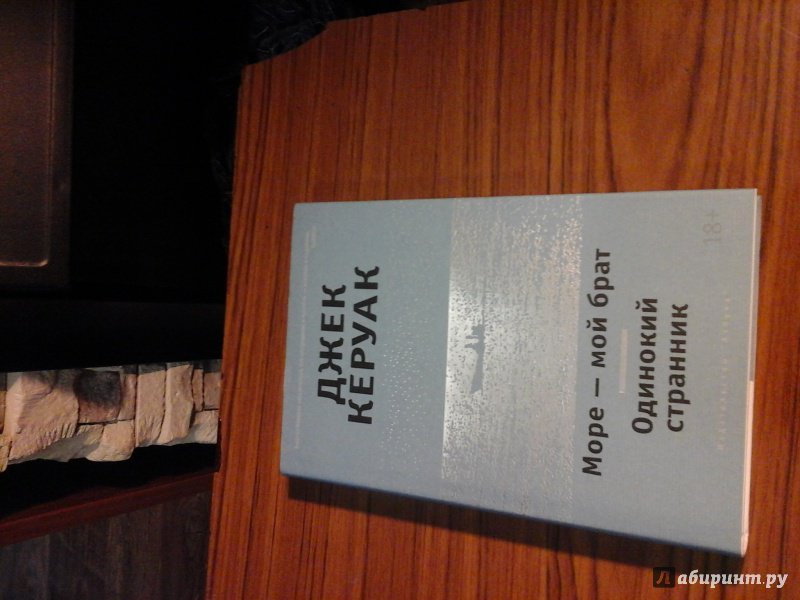 ДЖЕК
КЕРУАК
Море — мой брат
Одинокий
странник
18+
Лабиринт.ру